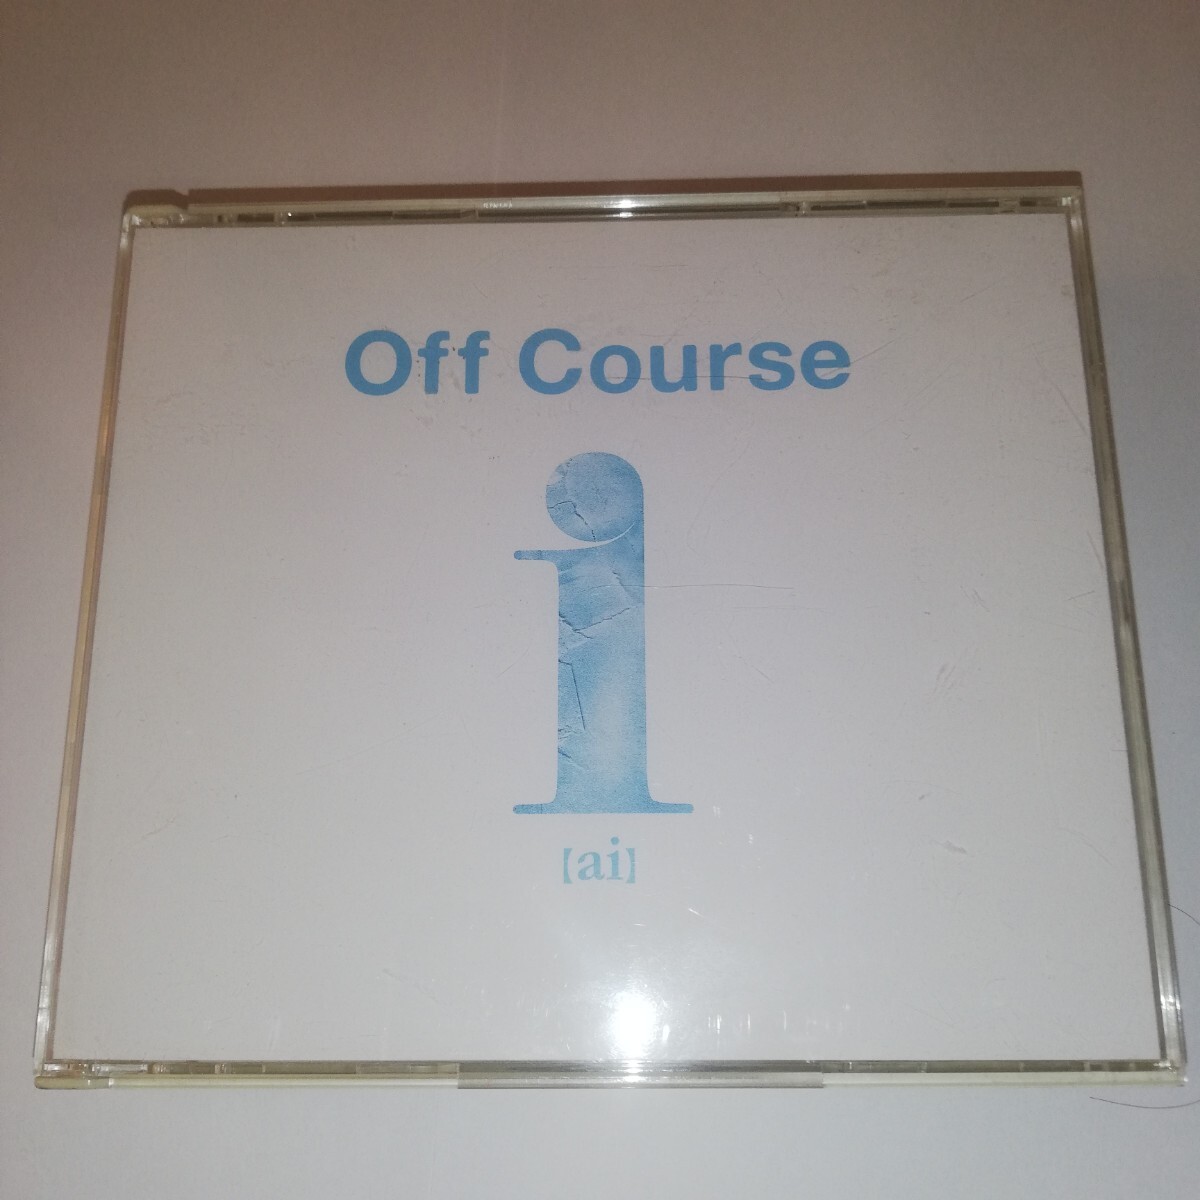 Off Course
i
【ai】